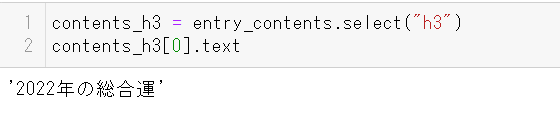 1 contents_h3 = entry_contents.select("h3")
2 contents_h3[0].text
'2022年の総合運'